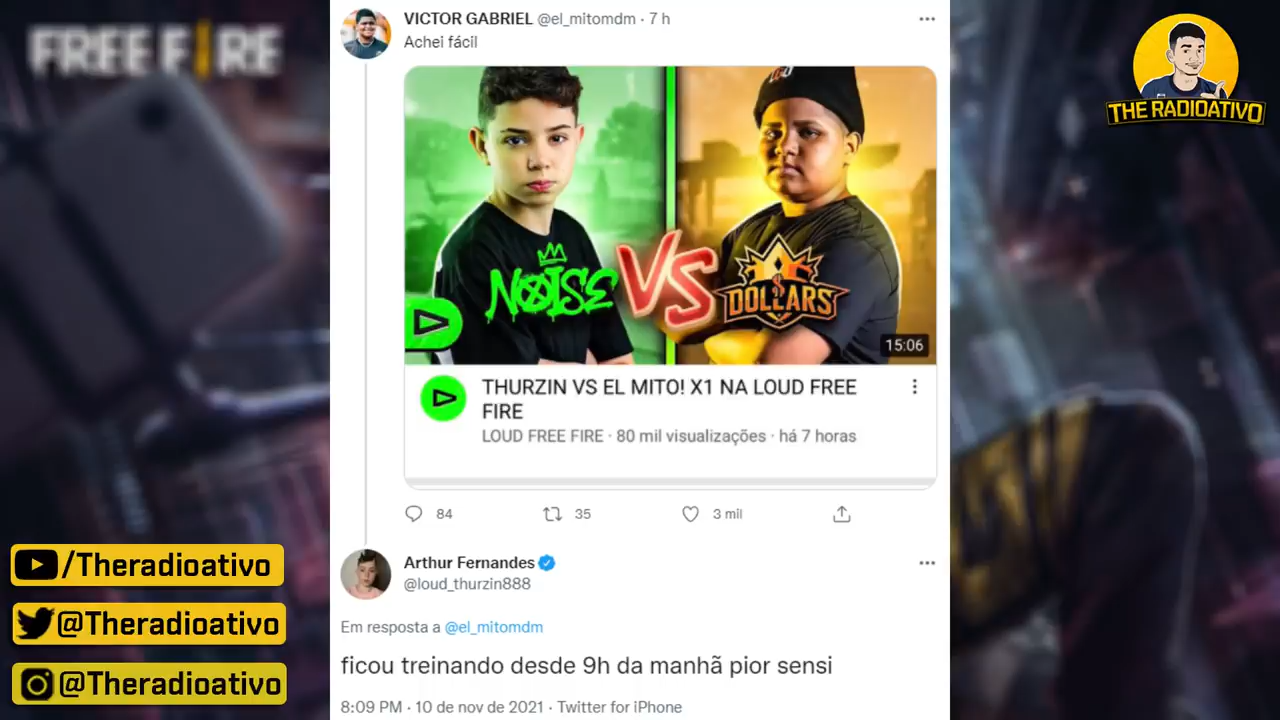 FREE FIRE
VICTOR GABRIEL @el_mitomdm · 7 h
Achei fácil
THE RADIOATIVO
NOISE VS DOLLARS
15:06
THURZIN VS EL MITO! X1 NA LOUD FREE
FIRE
LOUD FREE FIRE · 80 mil visualizações · há 7 horas
84 35 3 mil
Arthur Fernandes
@loud_thurzin888
Em resposta a @el_mitomdm
ficou treinando desde 9h da manhã pior sensi
8:09 PM · 10 de nov de 2021 · Twitter for iPhone
/Theradioativo
@Theradioativo
@Theradioativo